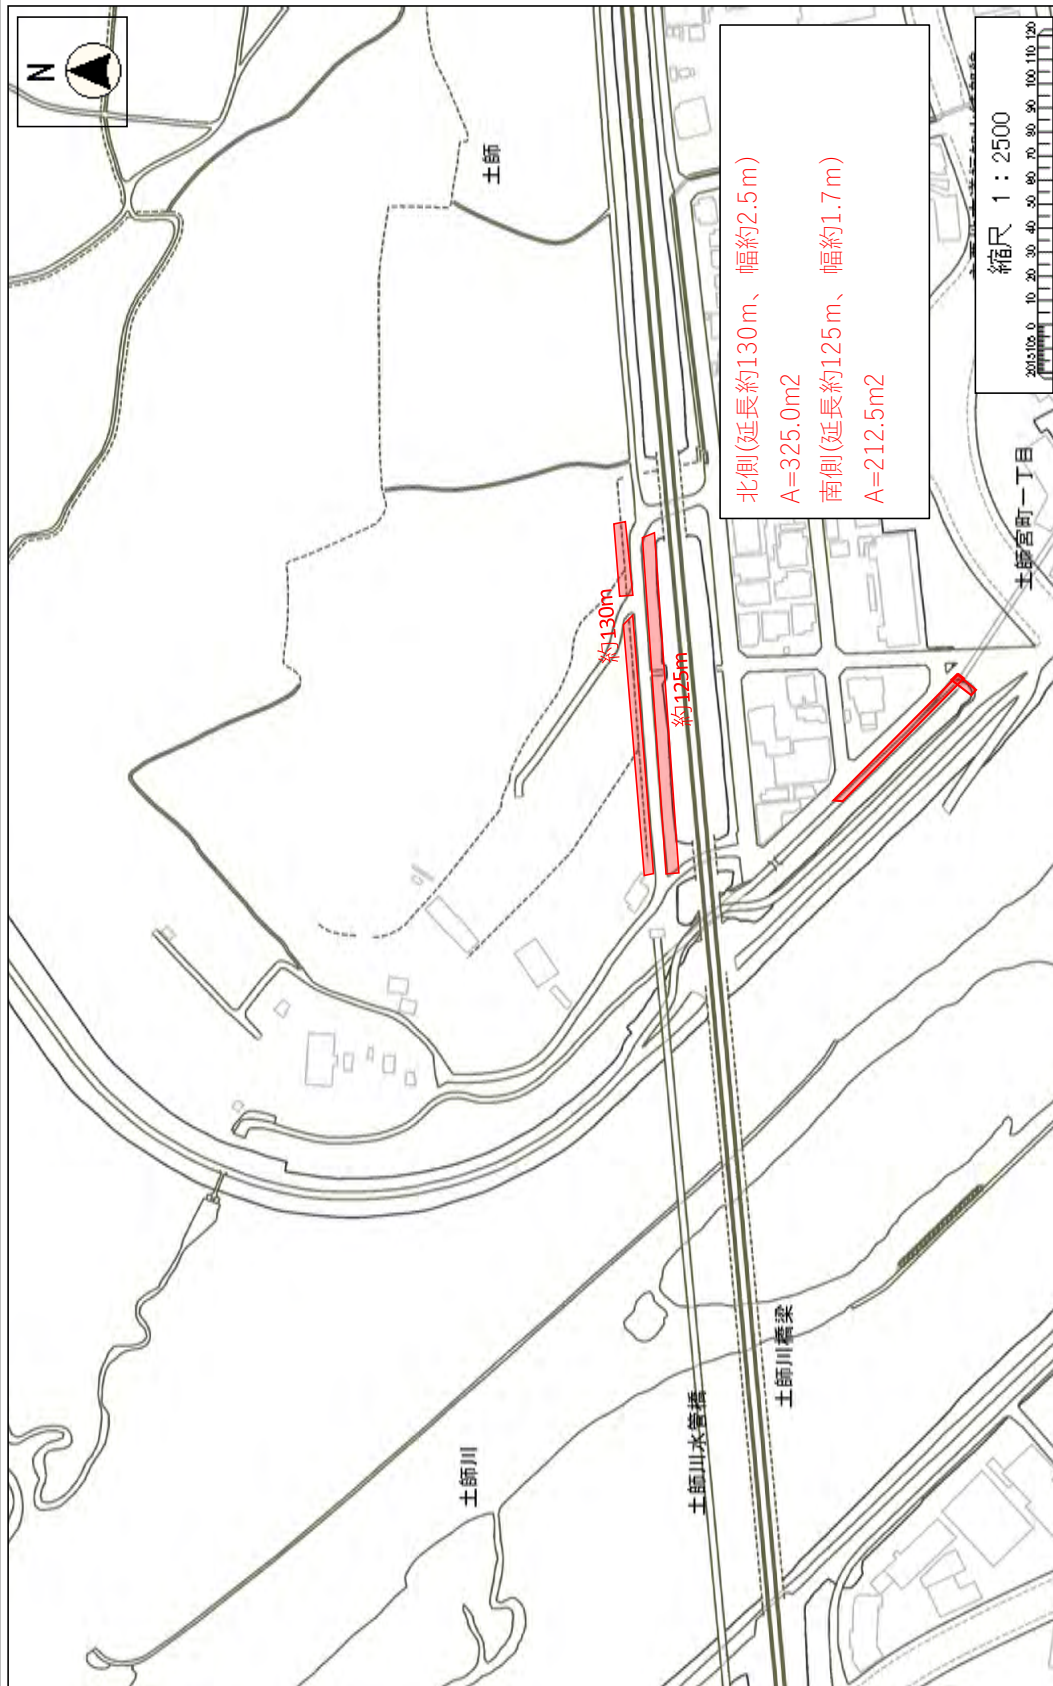 N
土師
北側(延長約130m、幅約2.5m)
A=325.0m2
南側(延長約125m、幅約1.7m)
A=212.5m2
縮尺 1:2500
20 15 10 5 0 10 20 30 40 50 60 70 80 90 100 110 120
約130m
約125m
土師宮町一丁目
土師川
土師川水管橋
土師川橋梁